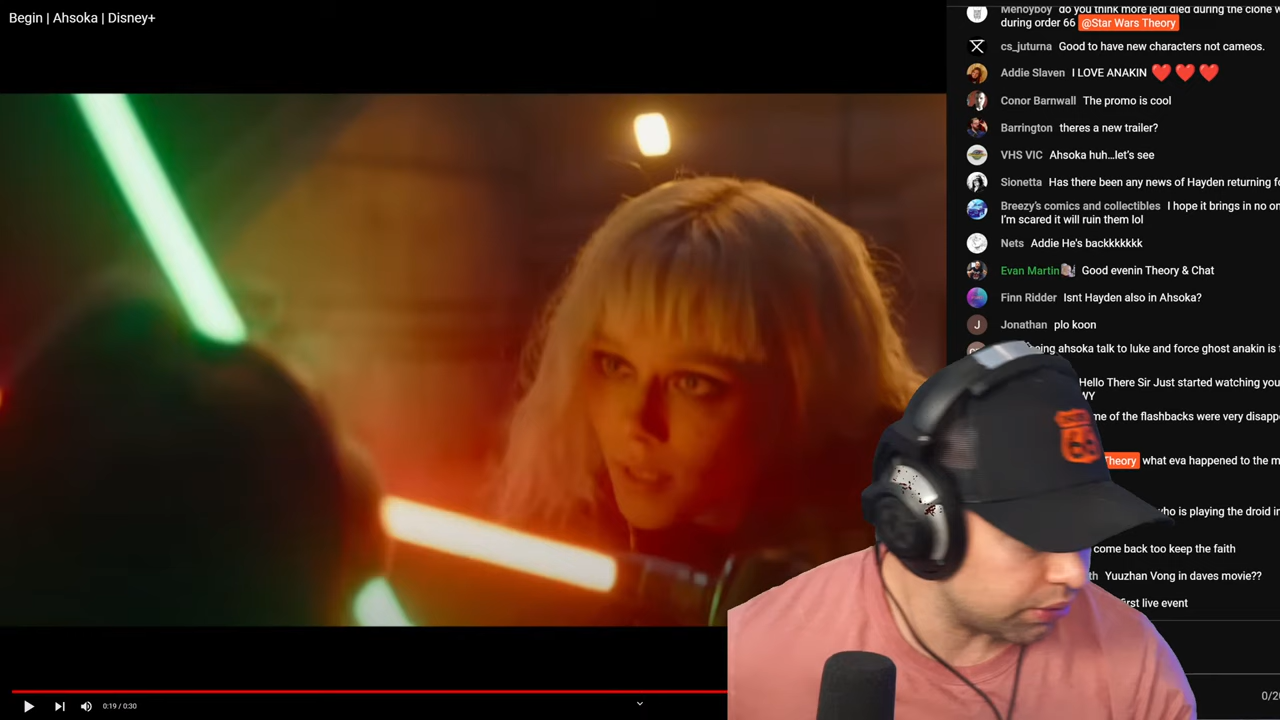 Begin | Ahsoka | Disney+
Menoyboy do you think more jedi died during the clone
during order 66 @Star Wars Theory
cs_juturna Good to have new characters not cameos.
Addie Slaven I LOVE ANAKIN ❤️ ❤️ ❤️
Conor Barnwall The promo is cool
Barrington theres a new trailer?
VHS VIC Ahsoka huh...let's see
Sionetta Has there been any news of Hayden returning
Breezy's comics and collectibles I hope it brings in no
I'm scared it will ruin them lol
Nets Addie He's backkkkkk
Evan Martin Good evenin Theory & Chat
Finn Ridder Isnt Hayden also in Ahsoka?
J Jonathan plo koon
ahsoka talk to luke and force ghost anakin is
Hello There Sir Just started watching
of the flashbacks were very
Theory what eva happened to the
is playing the droid
come back too keep the faith
Yuuzhan Vong in daves movie??
live event
0:19 / 0:30